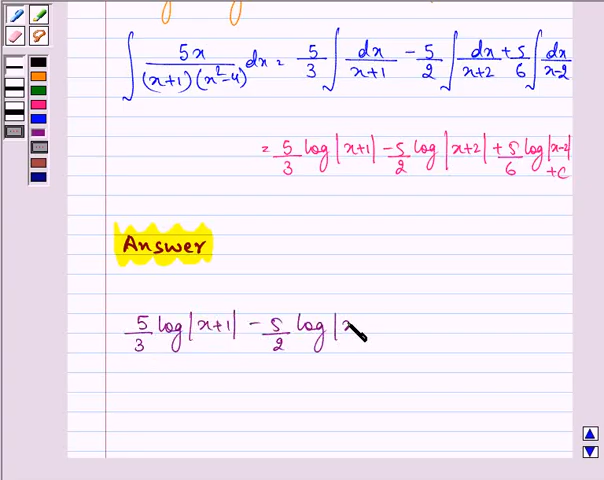 ∫ 5x/((x+1)(x²-4)) dx = 5/3 ∫ dx/(x+1) - 5/2 ∫ dx/(x+2) + 5/6 ∫ dx/(x-2)
= 5/3 log|x+1| - 5/2 log|x+2| + 5/6 log|x-2| + C
Answer
5/3 log|x+1| - 5/2 log|x